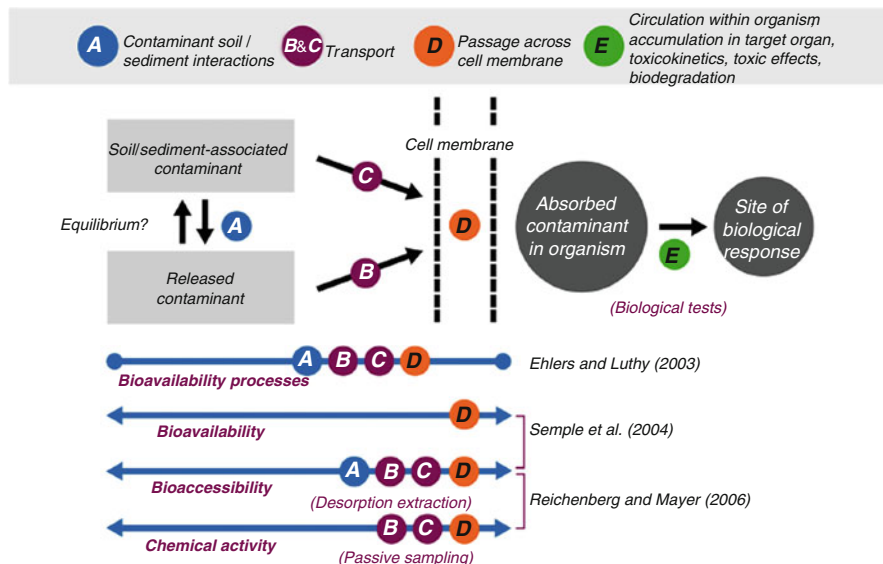 A
Contaminant soil /
sediment interactions
B&C
Transport
D
Passage across
cell membrane
E
Circulation within organism
accumulation in target organ,
toxicokinetics, toxic effects,
biodegradation
Soil/sediment-associated
contaminant
Equilibrium?
A
Released
contaminant
C
B
Cell membrane
D
Absorbed
contaminant
in organism
E
Site of
biological
response
(Biological tests)
A B C D
Bioavailability processes
Ehlers and Luthy (2003)
D
Bioavailability
Semple et al. (2004)
A B C D
Bioaccessibility
(Desorption extraction)
Reichenberg and Mayer (2006)
B C D
Chemical activity
(Passive sampling)